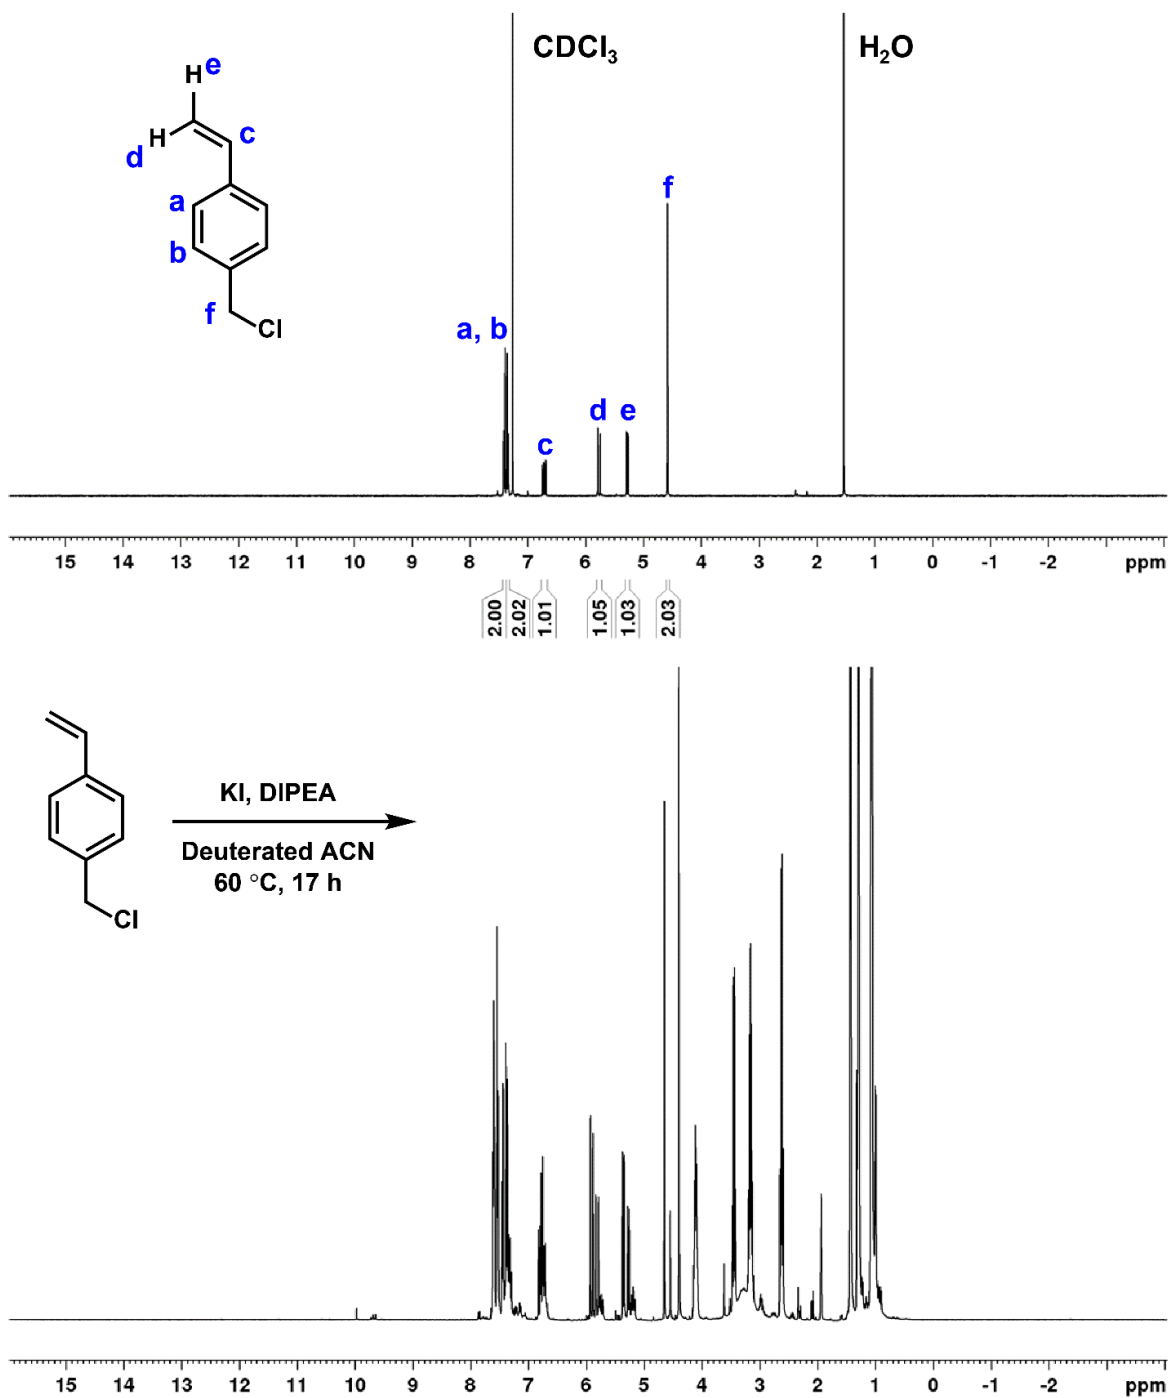 H e
CDCl₃
H₂O
H
d
c
a
b
f
Cl
a, b
c
d e
f
15 14 13 12 11 10 9 8 7 6 5 4 3 2 1 0 -1 -2 ppm
2.00 2.02 1.01 1.05 1.03 2.03
KI, DIPEA
Deuterated ACN
60 °C, 17 h
Cl
15 14 13 12 11 10 9 8 7 6 5 4 3 2 1 0 -1 -2 ppm